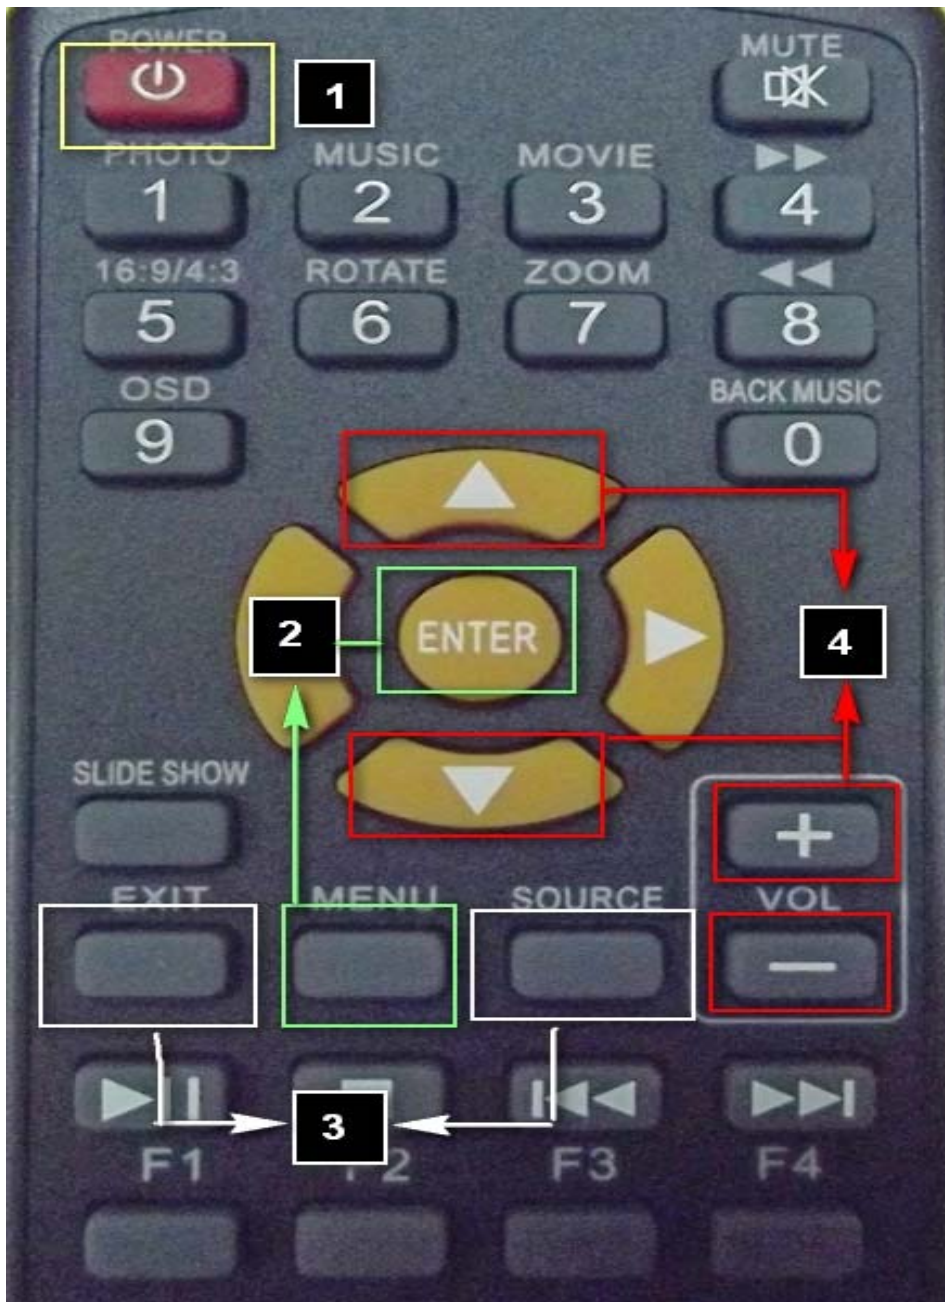 POWER
1
MUTE
PHOTO MUSIC MOVIE
1 2 3 4
16:9/4:3 ROTATE ZOOM
5 6 7 8
OSD BACK MUSIC
9 0
2 ENTER 4
SLIDE SHOW
+
EXIT MENU SOURCE VOL
-
3
F1 F2 F3 F4